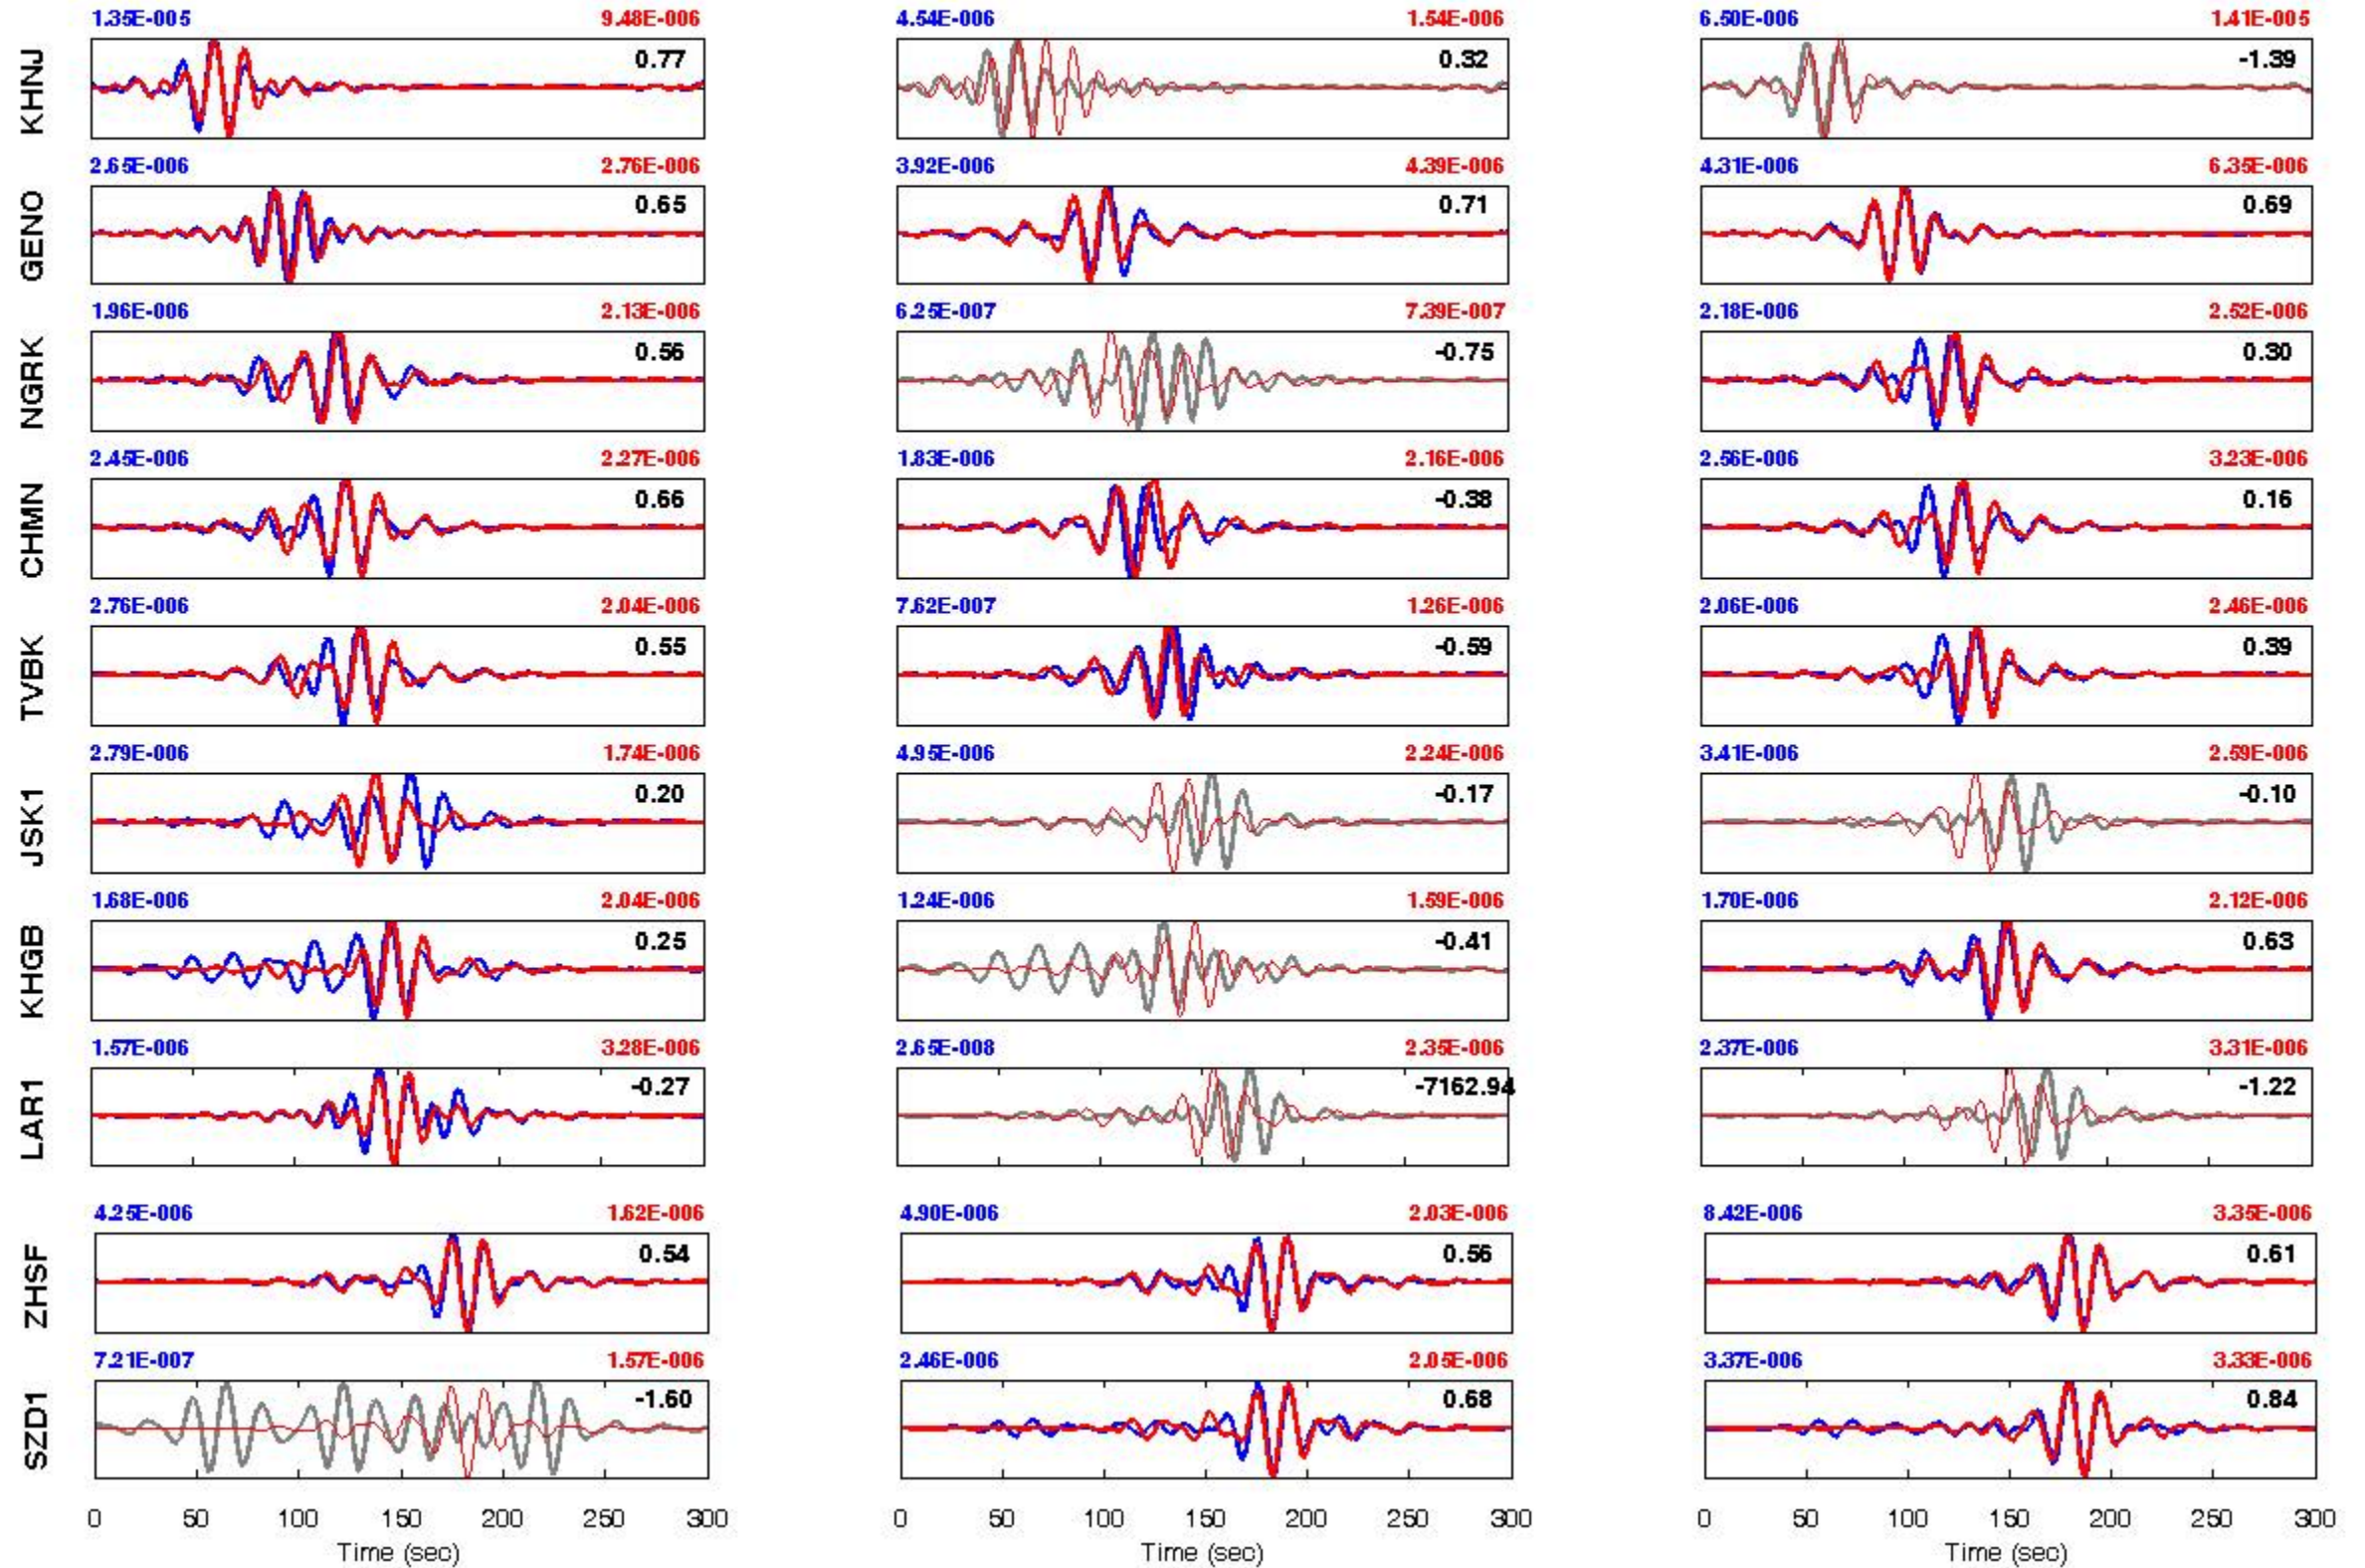 1.35E-005 9.48E-006 4.54E-006 1.54E-006 6.50E-006 1.41E-005
KHNJ 0.77 0.32 -1.39
2.65E-006 2.76E-006 3.92E-006 4.39E-006 4.31E-006 6.35E-006
GENO 0.65 0.71 0.69
1.96E-006 2.13E-006 6.25E-007 7.39E-007 2.18E-006 2.52E-006
NGRK 0.56 -0.75 0.30
2.45E-006 2.27E-006 1.83E-006 2.16E-006 2.56E-006 3.23E-006
CHMN 0.66 -0.38 0.16
2.76E-006 2.04E-006 7.62E-007 1.26E-006 2.06E-006 2.46E-006
TVBK 0.55 -0.59 0.39
2.79E-006 1.74E-006 4.95E-006 2.24E-006 3.41E-006 2.59E-006
JSK1 0.20 -0.17 -0.10
1.68E-006 2.04E-006 1.24E-006 1.59E-006 1.70E-006 2.12E-006
KHGB 0.25 -0.41 0.63
1.57E-006 3.28E-006 2.65E-008 2.35E-006 2.37E-006 3.31E-006
LAR1 -0.27 -7162.94 -1.22
4.25E-006 1.62E-006 4.90E-006 2.03E-006 8.42E-006 3.35E-006
ZHSF 0.54 0.56 0.61
7.21E-007 1.57E-006 2.46E-006 2.05E-006 3.37E-006 3.33E-006
SZD1 -1.60 0.68 0.84
0 50 100 150 200 250 300 0 50 100 150 200 250 300 0 50 100 150 200 250 300
Time (sec) Time (sec) Time (sec)